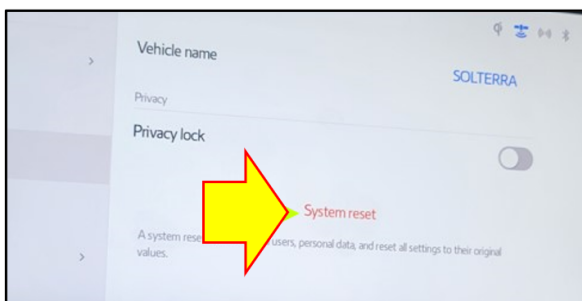 Vehicle name
SOLTERRA
Privacy
Privacy lock
System reset
A system rese users, personal data, and reset all settings to their original
values.